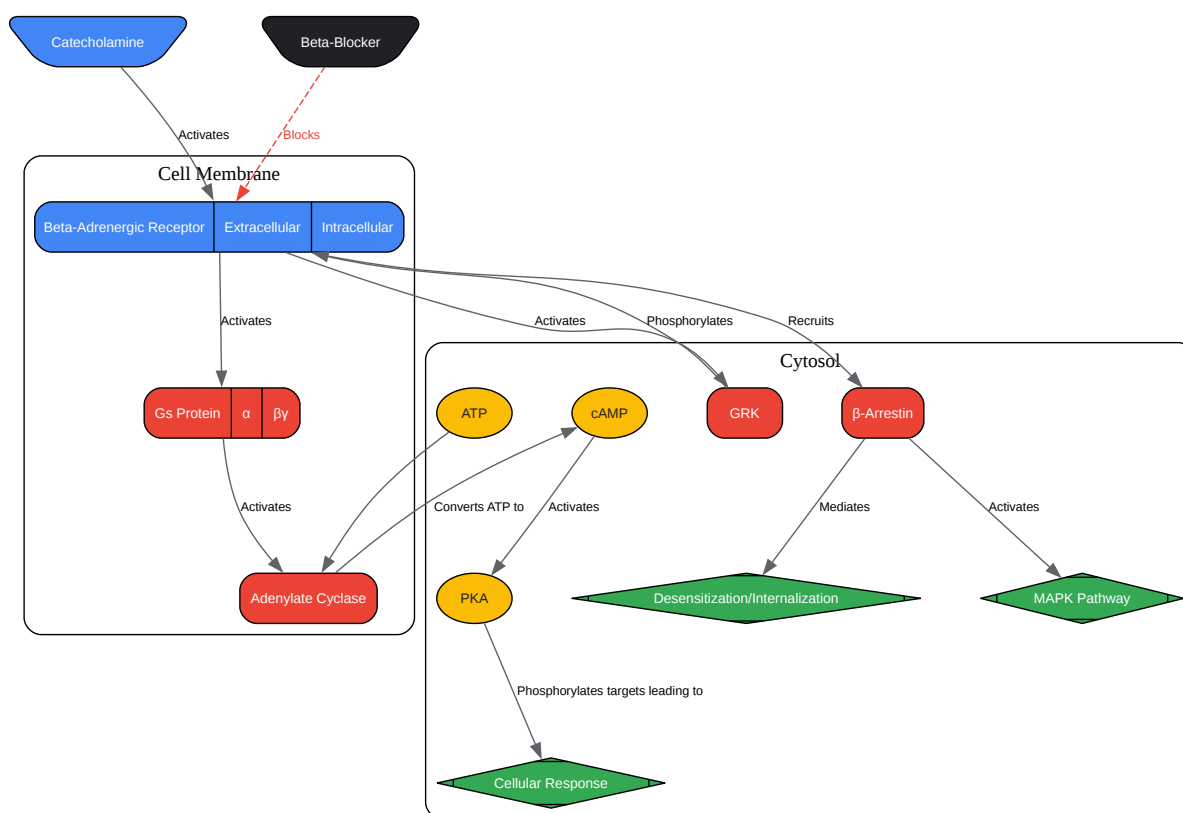 Catecholamine
Beta-Blocker
Activates
Blocks
Cell Membrane
Beta-Adrenergic Receptor
Extracellular
Intracellular
Activates
Activates
Phosphorylates
Recruits
Cytosol
Gs Protein
α
βγ
ATP
cAMP
GRK
β-Arrestin
Activates
Converts ATP to
Activates
Mediates
Activates
Adenylate Cyclase
PKA
Desensitization/Internalization
MAPK Pathway
Phosphorylates targets leading to
Cellular Response